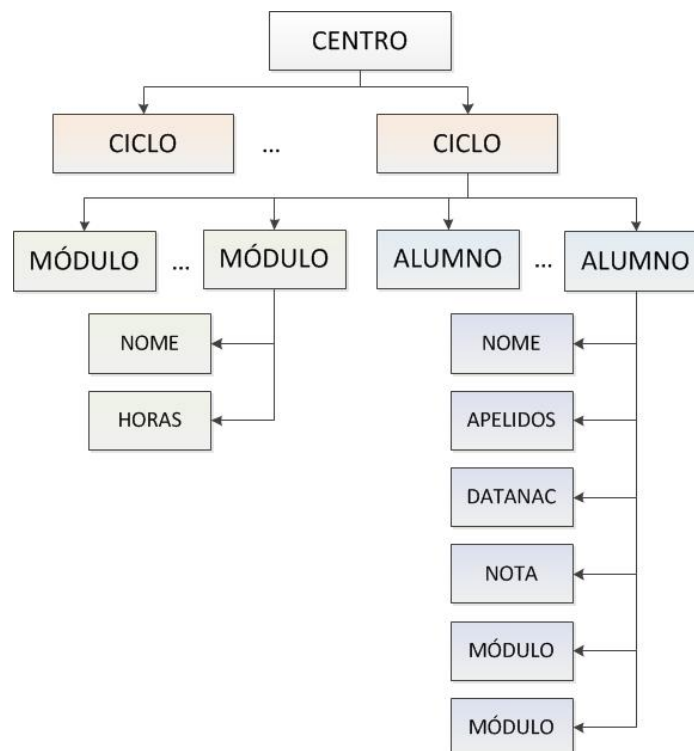 CENTRO
CICLO ... CICLO
MÓDULO ... MÓDULO ALUMNO ... ALUMNO
NOME NOME
HORAS APELIDOS
DATANAC
NOTA
MÓDULO
MÓDULO